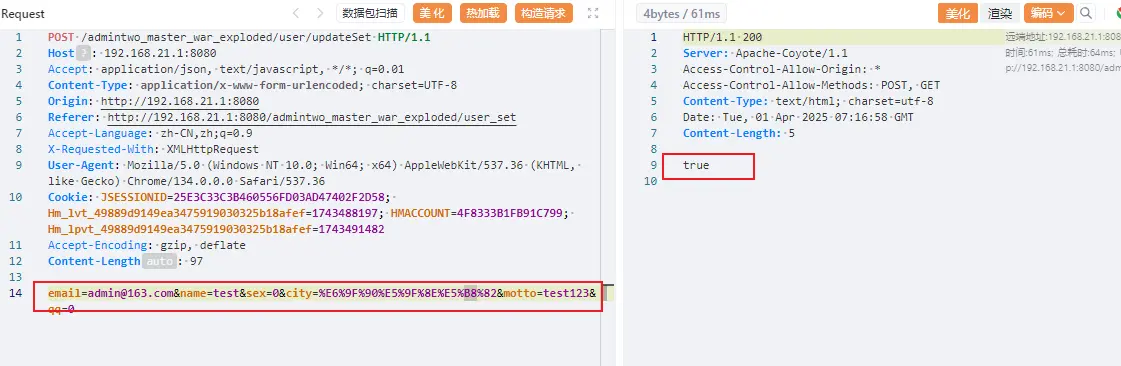 Request
数据包扫描
美化
热加载
构造请求
1 POST /admintwo_master_war_exploded/user/updateSet HTTP/1.1
2 Host ? : 192.168.21.1:8080
3 Accept: application/json, text/javascript, */*; q=0.01
4 Content-Type: application/x-www-form-urlencoded; charset=UTF-8
5 Origin: http://192.168.21.1:8080
6 Referer: http://192.168.21.1:8080/admintwo_master_war_exploded/user_set
7 Accept-Language: zh-CN,zh;q=0.9
8 X-Requested-With: XMLHttpRequest
9 User-Agent: Mozilla/5.0 (Windows NT 10.0; Win64; x64) AppleWebKit/537.36 (KHTML,
like Gecko) Chrome/134.0.0.0 Safari/537.36
10 Cookie: JSESSIONID=25E3C33C3B460556FD03AD47402F2D58;
Hm_lvt_49889d9149ea3475919030325b18afef=1743488197; HMACCOUNT=4F8333B1FB91C799;
Hm_lpvt_49889d9149ea3475919030325b18afef=1743491482
11 Accept-Encoding: gzip, deflate
12 Content-Length auto : 97
13
14 email=admin@163.com&name=test&sex=0&city=%E6%9F%90%E5%9F%8E%E5%B8%82&motto=test123&
qq=0
4bytes / 61ms
美化
渲染
编码
1 HTTP/1.1 200
2 Server: Apache-Coyote/1.1
3 Access-Control-Allow-Origin: *
4 Access-Control-Allow-Methods: POST, GET
5 Content-Type: text/html; charset=utf-8
6 Date: Tue, 01 Apr 2025 07:16:58 GMT
7 Content-Length: 5
8
9 true
10
远端地址:192.168.21.1:808
时间:61ms; 总耗时:64ms;
p://192.168.21.1:8080/adm